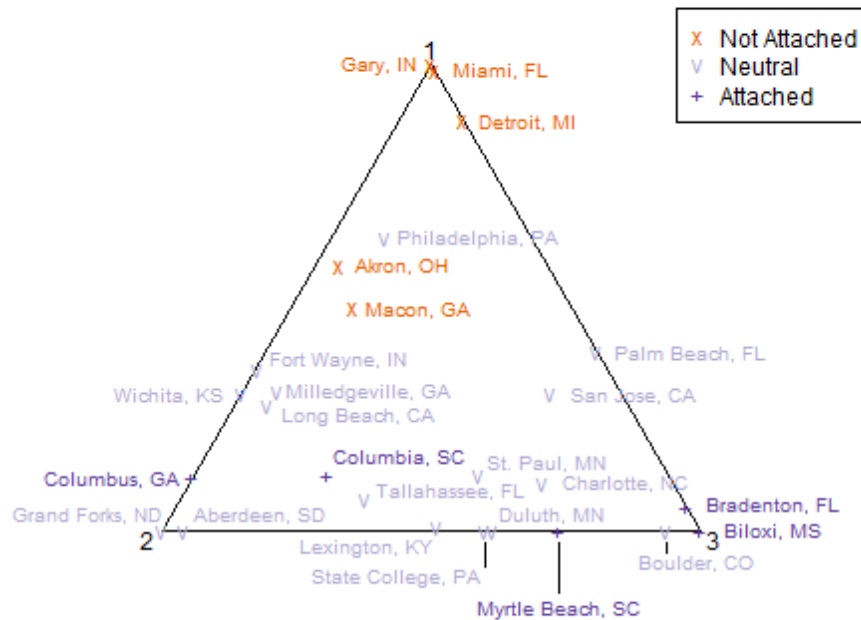 1
Not Attached
Neutral
Attached
Gary, IN
Miami, FL
Detroit, MI
Philadelphia, PA
Akron, OH
Macon, GA
Fort Wayne, IN
Palm Beach, FL
Wichita, KS
Milledgeville, GA
San Jose, CA
Long Beach, CA
Columbus, GA
Columbia, SC
St. Paul, MN
Charlotte, NC
Tallahassee, FL
Bradenton, FL
Grand Forks, ND
Aberdeen, SD
Duluth, MN
Biloxi, MS
2
3
Lexington, KY
State College, PA
Boulder, CO
Myrtle Beach, SC